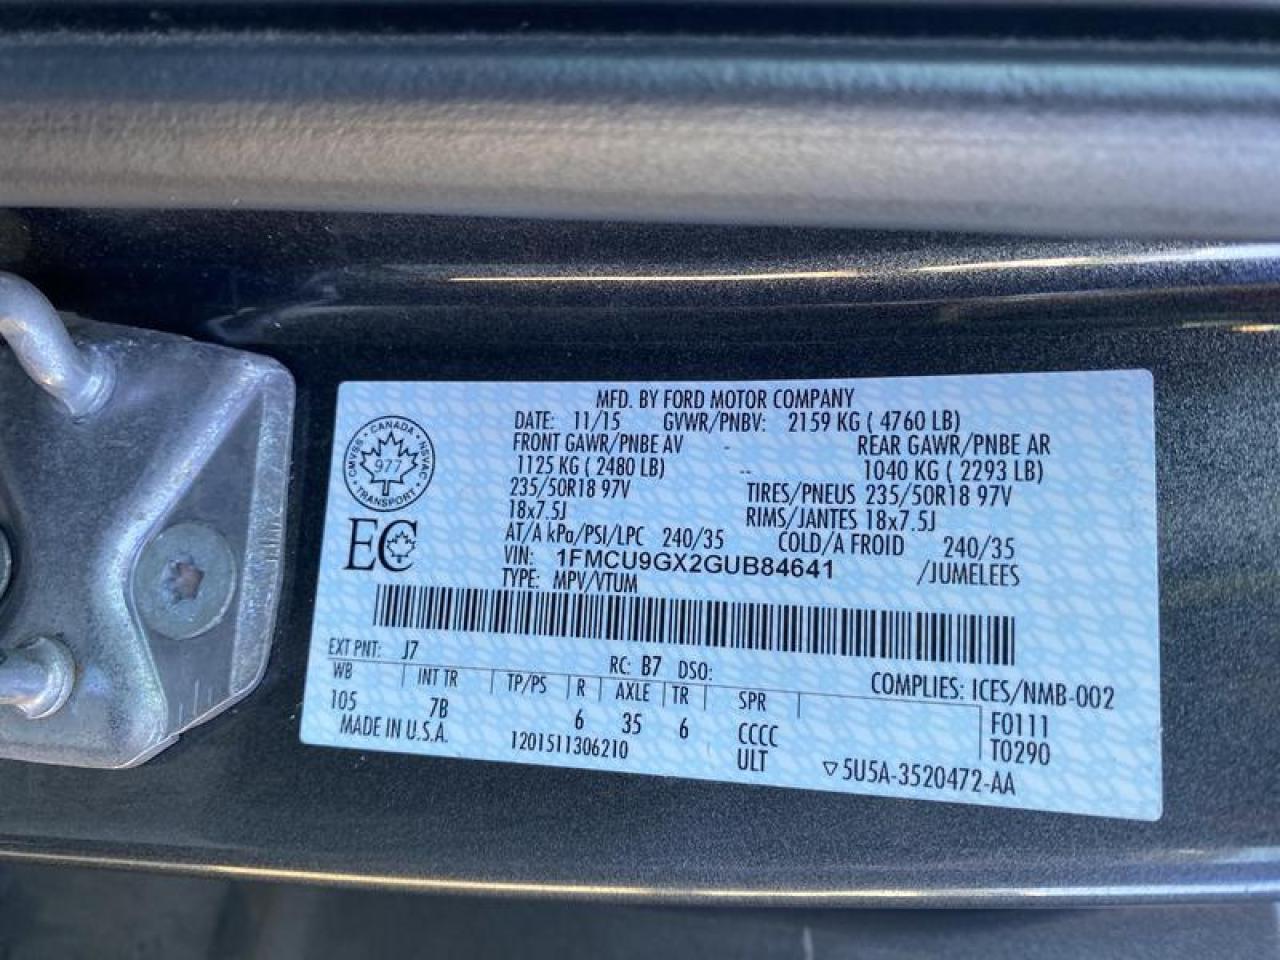 MFD. BY FORD MOTOR COMPANY
DATE: 11/15 GVWR/PNBV: 2159 KG ( 4760 LB)
FRONT GAWR/PNBE AV - REAR GAWR/PNBE AR
1125 KG ( 2480 LB) -- 1040 KG ( 2293 LB)
235/50R18 97V TIRES/PNEUS 235/50R18 97V
18x7.5J RIMS/JANTES 18x7.5J
AT/A kPa/PSI/LPC 240/35 COLD/A FROID 240/35
VIN: 1FMCU9GX2GUB84641 /JUMELEES
TYPE: MPV/VTUM
CANADA
CMVSS 977 NSVAC
TRANSPORT
EC
EXT PNT: J7 RC: B7 DSO:
WB INT TR TP/PS R AXLE TR SPR COMPLIES: ICES/NMB-002
105 7B 6 35 6 CCCC F0111
MADE IN U.S.A. 1201511306210 ULT T0290
▽5U5A-3520472-AA